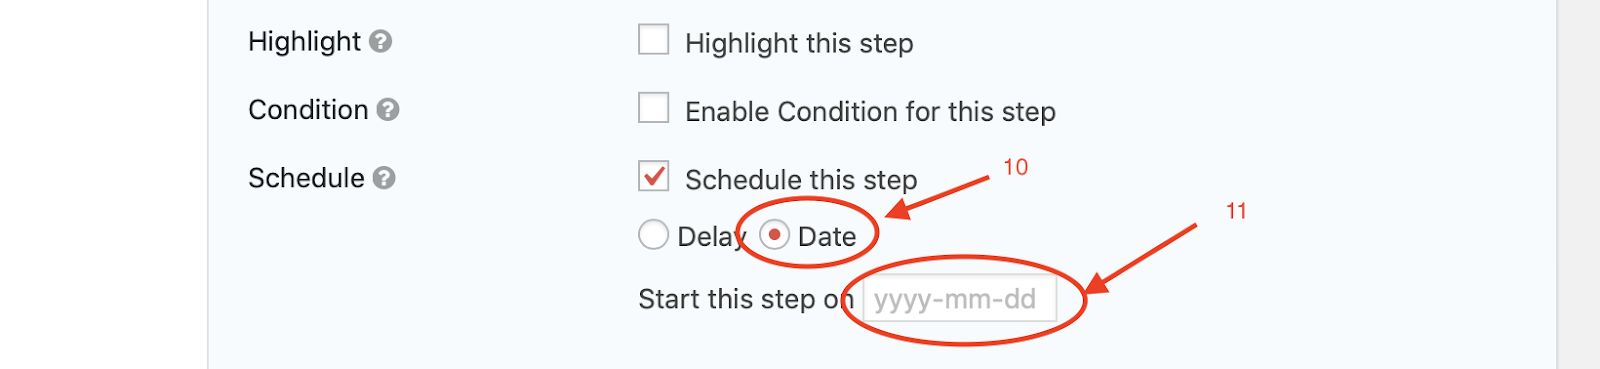 Highlight ? Highlight this step
Condition ? Enable Condition for this step
Schedule ? Schedule this step 10
Delay Date 11
Start this step on yyyy-mm-dd